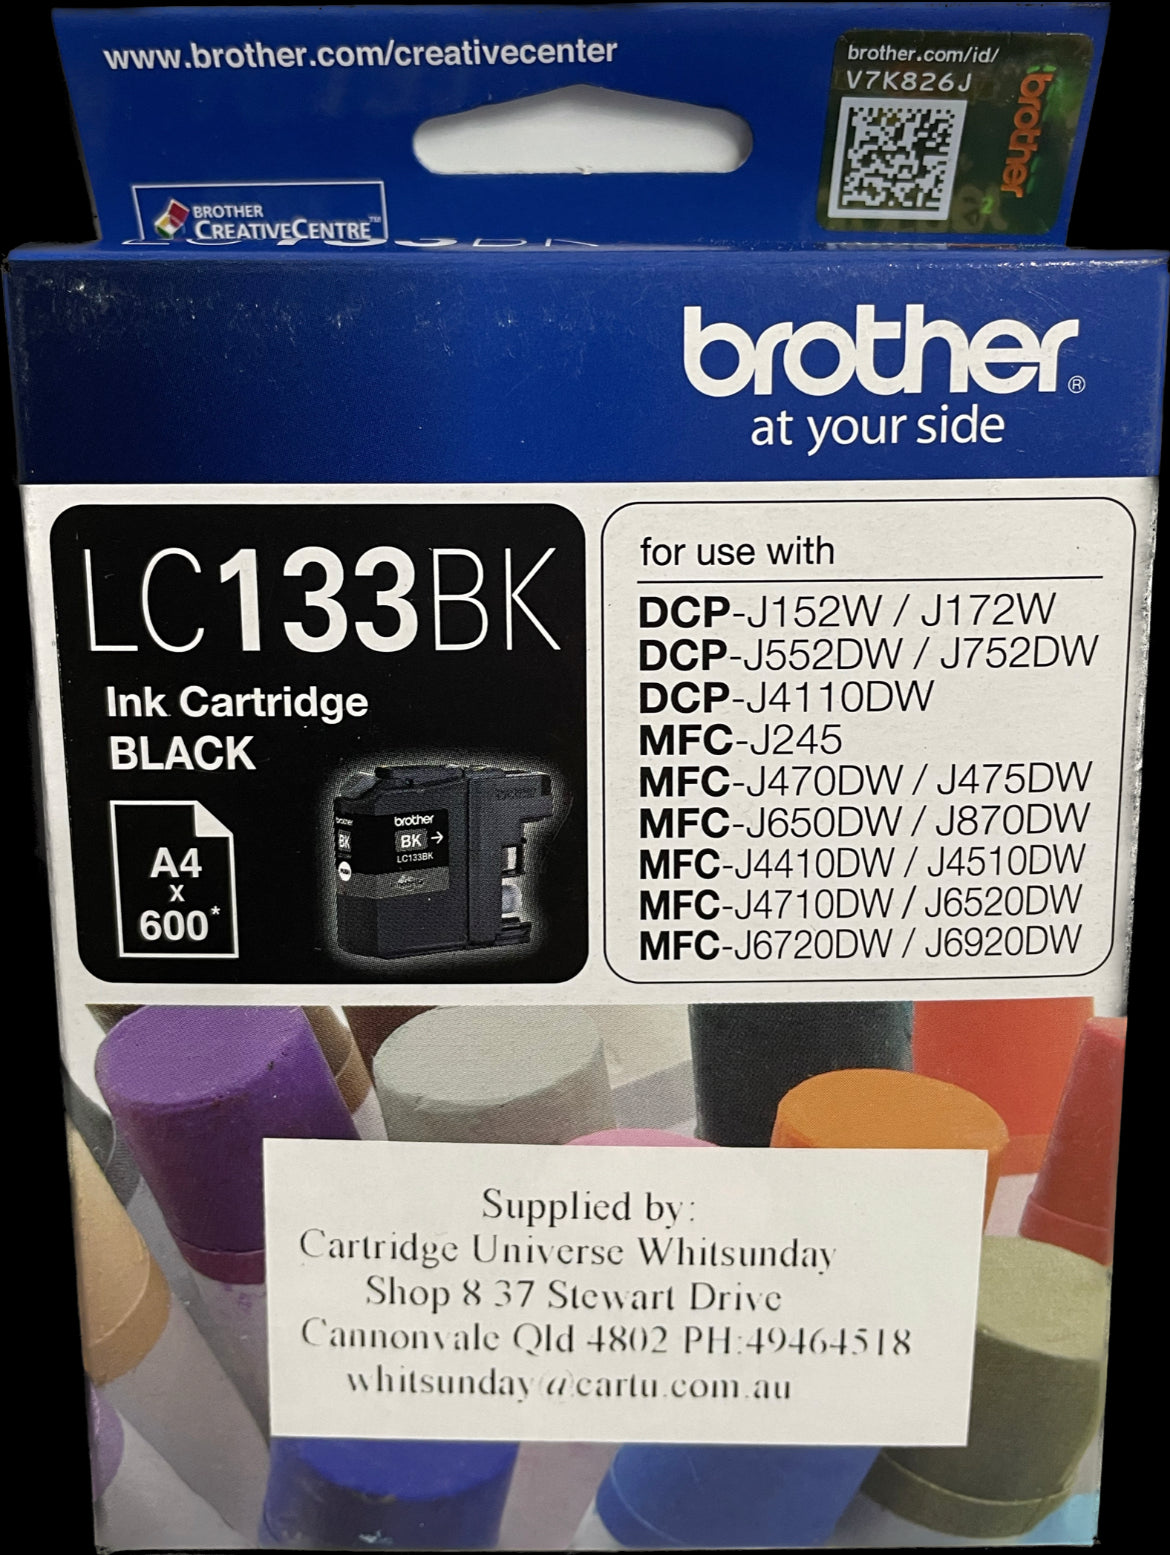 www.brother.com/creativecenter
brother.com/id/
V7K826J
brother
BROTHER
CREATIVECENTRE™
LC133BK
brother®
at your side
LC133BK
Ink Cartridge
BLACK
A4
x
600*
brother
BK
BK →
LC133BK
for use with
DCP-J152W / J172W
DCP-J552DW / J752DW
DCP-J4110DW
MFC-J245
MFC-J470DW / J475DW
MFC-J650DW / J870DW
MFC-J4410DW / J4510DW
MFC-J4710DW / J6520DW
MFC-J6720DW / J6920DW
Supplied by:
Cartridge Universe Whitsunday
Shop 8 37 Stewart Drive
Cannonvale Qld 4802 PH:49464518
whitsunday@cartu.com.au